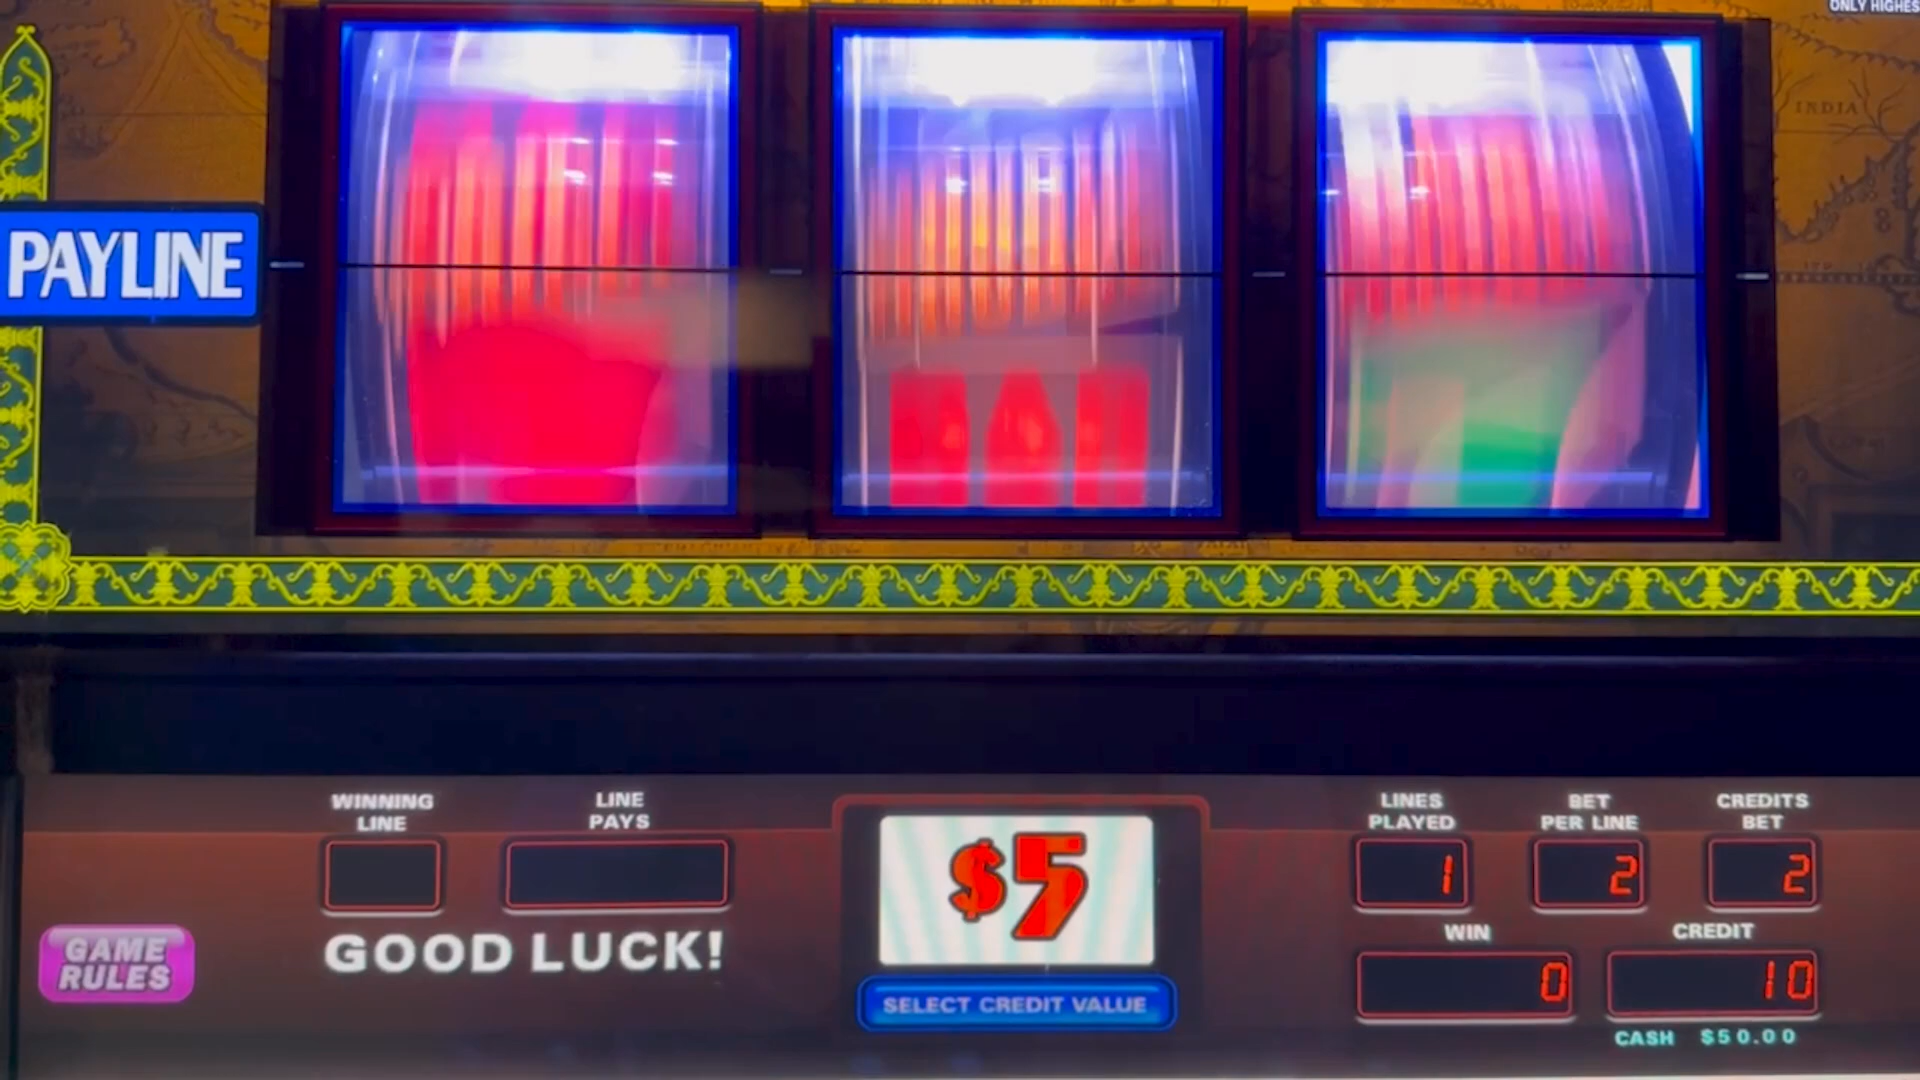 ONLY HIGHES
INDIA
PAYLINE
WINNING
LINE
LINE
PAYS
LINES
PLAYED
BET
PER LINE
CREDITS
BET
$5
1
2
2
GAME
RULES
GOOD LUCK!
WIN
CREDIT
0
10
SELECT CREDIT VALUE
CASH $50.00